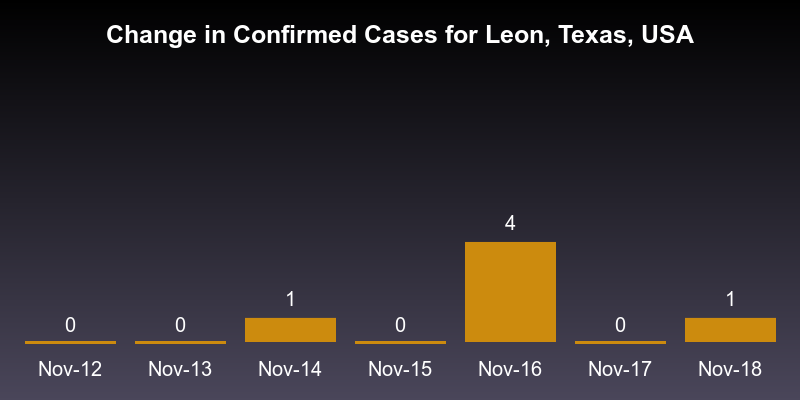 Change in Confirmed Cases for Leon, Texas, USA
0
0
1
0
4
0
1
Nov-12
Nov-13
Nov-14
Nov-15
Nov-16
Nov-17
Nov-18